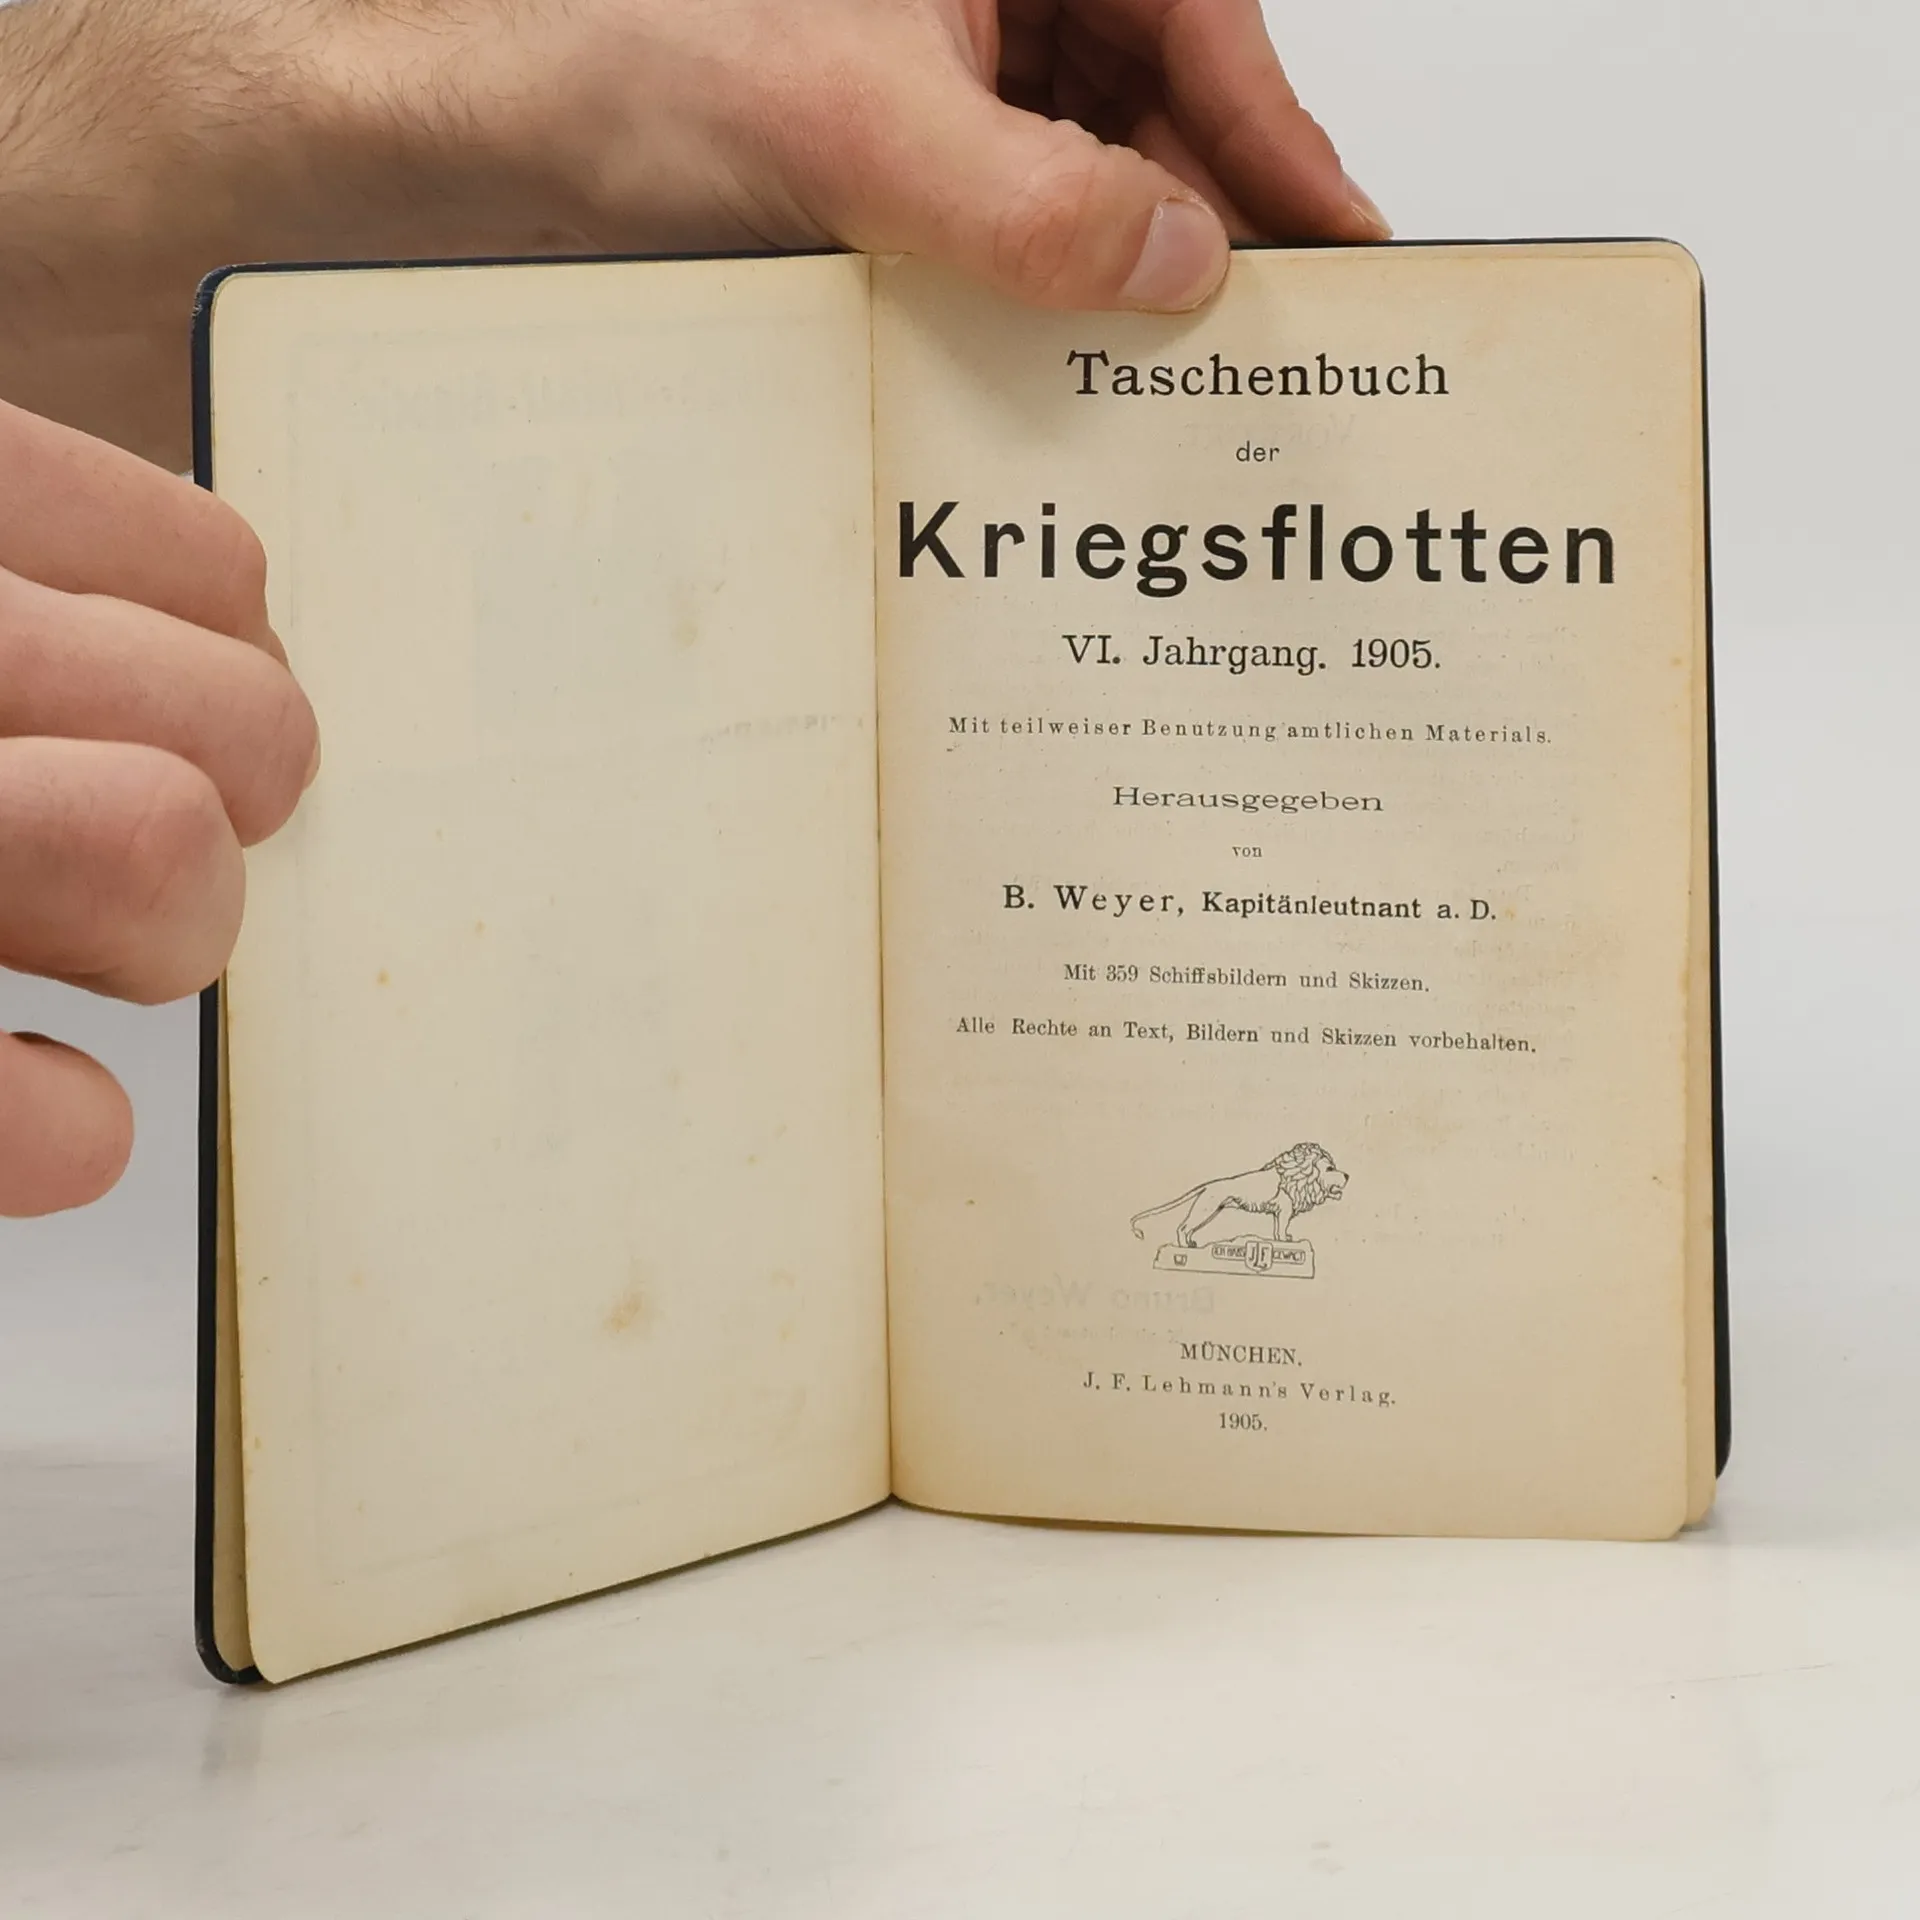 Taschenbuch
der
Kriegsflotten
VI. Jahrgang. 1905.
Mit teilweiser Benutzung amtlichen Materials.
Herausgegeben
von
B. Weyer, Kapitänleutnant a. D.
Mit 359 Schiffsbildern und Skizzen.
Alle Rechte an Text, Bildern und Skizzen vorbehalten.
JFL
MÜNCHEN.
J. F. Lehmann's Verlag.
1905.